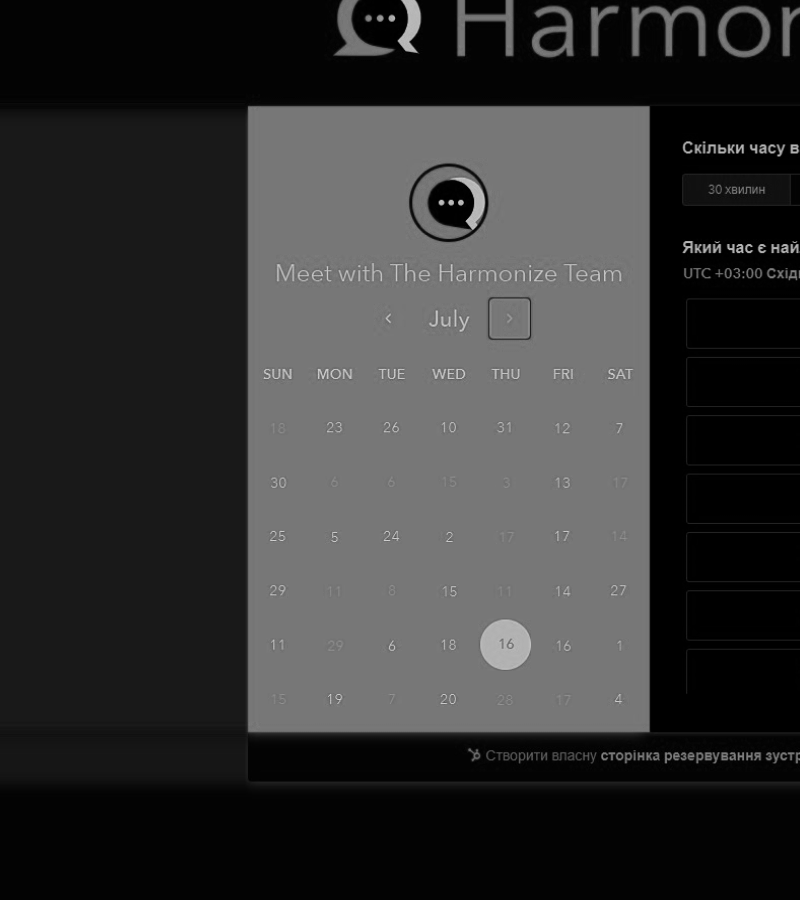 Harmon
Meet with The Harmonize Team
July
SUN MON TUE WED THU FRI SAT
18 23 26 10 31 12 7
30 6 6 15 3 13 17
25 5 24 2 17 17 14
29 11 8 15 11 14 27
11 29 6 18 16 16 1
15 19 7 20 28 17 4
Скільки часу в
30 хвилин
Який час є най
UTC +03:00 Східн
Створити власну сторінка резервування зустр